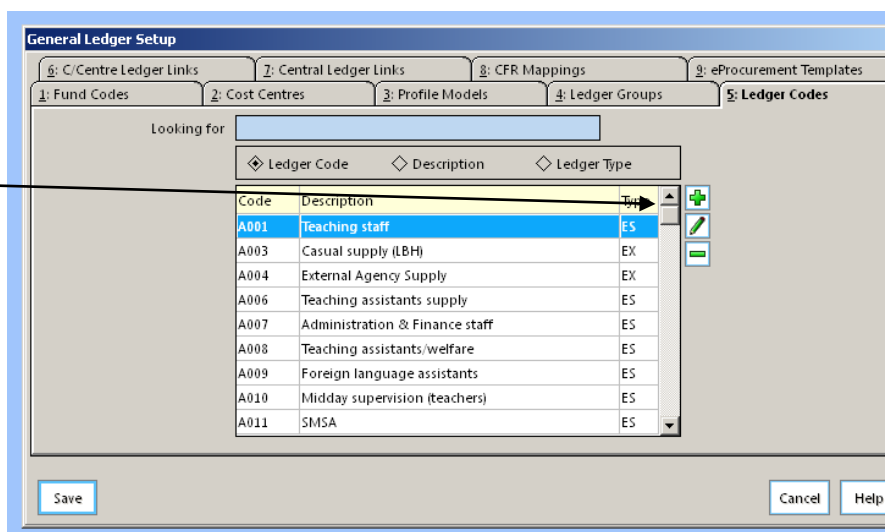 General Ledger Setup
6: C/Centre Ledger Links 7: Central Ledger Links 8: CFR Mappings 9: eProcurement Templates
1: Fund Codes 2: Cost Centres 3: Profile Models 4: Ledger Groups 5: Ledger Codes
Looking for
Ledger Code Description Ledger Type
Code Description Type
A001 Teaching staff ES
A003 Casual supply (LBH) EX
A004 External Agency Supply EX
A006 Teaching assistants supply ES
A007 Administration & Finance staff ES
A008 Teaching assistants/welfare ES
A009 Foreign language assistants ES
A010 Midday supervision (teachers) ES
A011 SMSA ES
Save Cancel Help